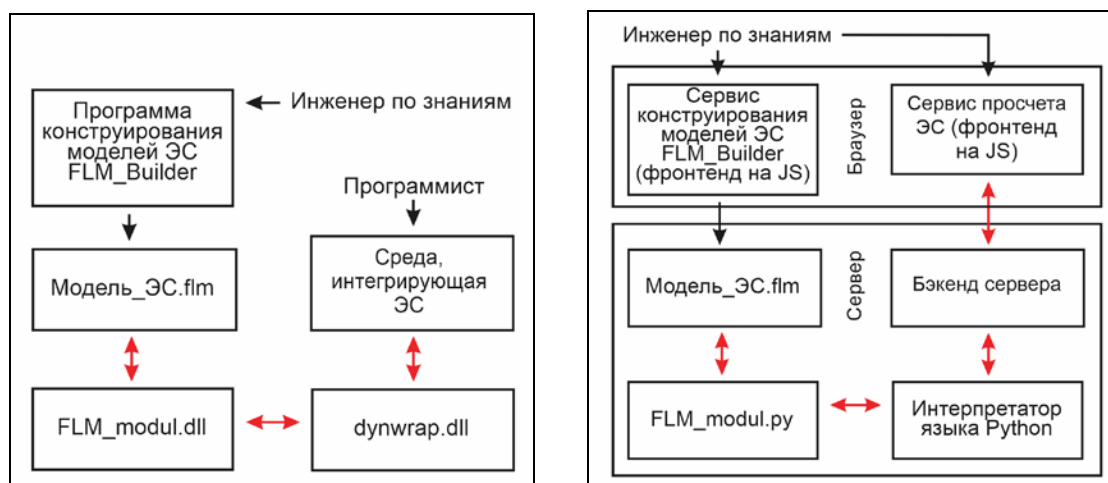 Инженер по знаниям
Программа
конструирования
моделей ЭС
FLM_Builder
Программист
Модель_ЭС.flm
Среда,
интегрирующая
ЭС
FLM_modul.dll
dynwrap.dll
Инженер по знаниям
Сервис
конструирования
моделей ЭС
FLM_Builder
(фронтенд на JS)
Браузер
Сервис просчета
ЭС (фронтенд
на JS)
Модель_ЭС.flm
Сервер
Бэкенд сервера
FLM_modul.py
Интерпретатор
языка Python